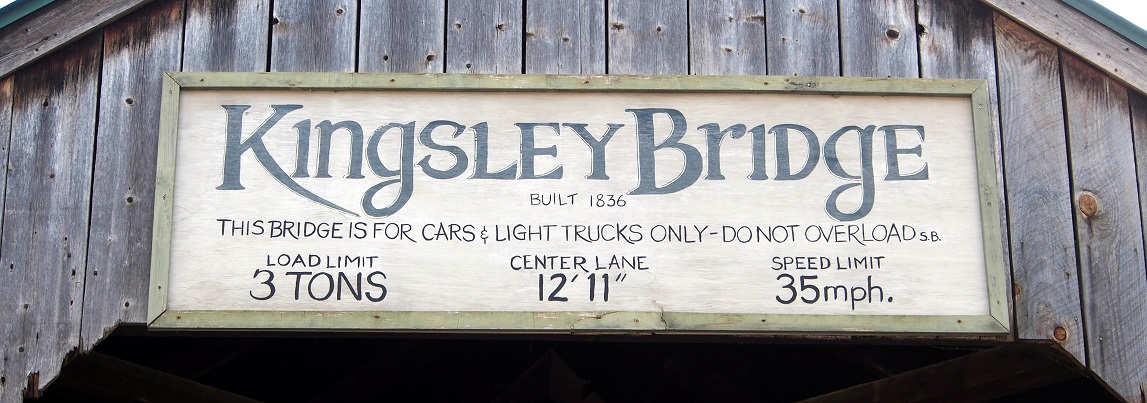 Kingsley Bridge
BUILT 1836
THIS BRIDGE IS FOR CARS & LIGHT TRUCKS ONLY-DO NOT OVERLOAD S.B.
LOAD LIMIT CENTER LANE SPEED LIMIT
3 TONS 12'11" 35mph.